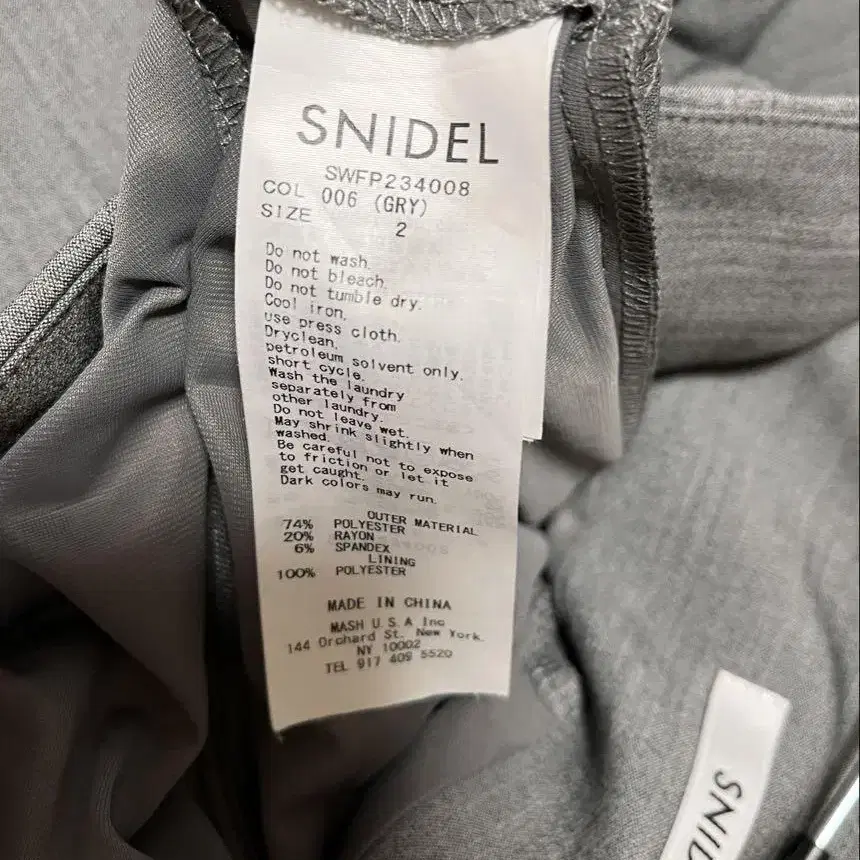 SNIDEL
SWFP234008
COL 006 (GRY)
SIZE 2
Do not wash.
Do not bleach.
Do not tumble dry.
Cool iron,
use press cloth.
Dryclean,
petroleum solvent only.
short cycle.
Wash the laundry
separately from
other laundry.
Do not leave wet.
May shrink slightly when
washed.
Be careful not to expose
to friction or let it
get caught.
Dark colors may run.
OUTER MATERIAL
74% POLYESTER
20% RAYON
6% SPANDEX
LINING
100% POLYESTER
MADE IN CHINA
MASH U.S.A Inc
144 Orchard St. New York.
NY 10002
TEL 917 409 5520
SNID